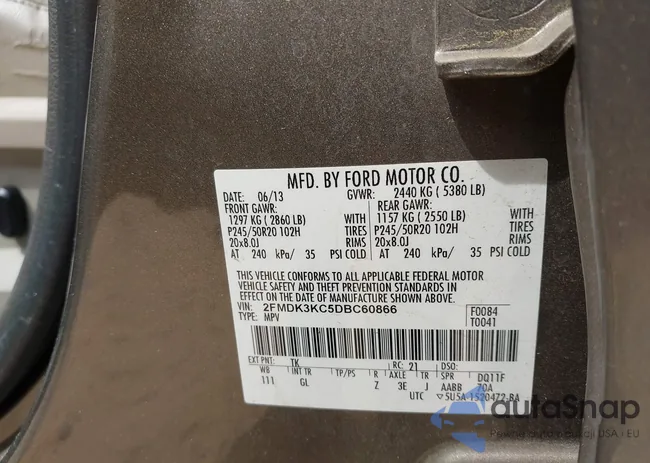 MFD. BY FORD MOTOR CO.
DATE: 06/13 GVWR: 2440 KG ( 5380 LB)
FRONT GAWR: REAR GAWR:
1297 KG ( 2860 LB) WITH 1157 KG ( 2550 LB) WITH
P245/50R20 102H TIRES P245/50R20 102H TIRES
20x8.0J RIMS 20x8.0J RIMS
AT 240 kPa/ 35 PSI COLD AT 240 kPa/ 35 PSI COLD
THIS VEHICLE CONFORMS TO ALL APPLICABLE FEDERAL MOTOR
VEHICLE SAFETY AND THEFT PREVENTION STANDARDS IN
EFFECT ON THE DATE OF MANUFACTURE SHOWN ABOVE.
VIN: 2FMDK3KC5DBC60866 F0084
TYPE: MPV T0041
EXT PNT: TK RC: 21 DSO:
WB INT TR TP/PS R AXLE TR SPR DQ11F
111 GL Z 3E J AABB 70A
UTC ▽5U5A-1520472-BA
autoSnap
USA - EU